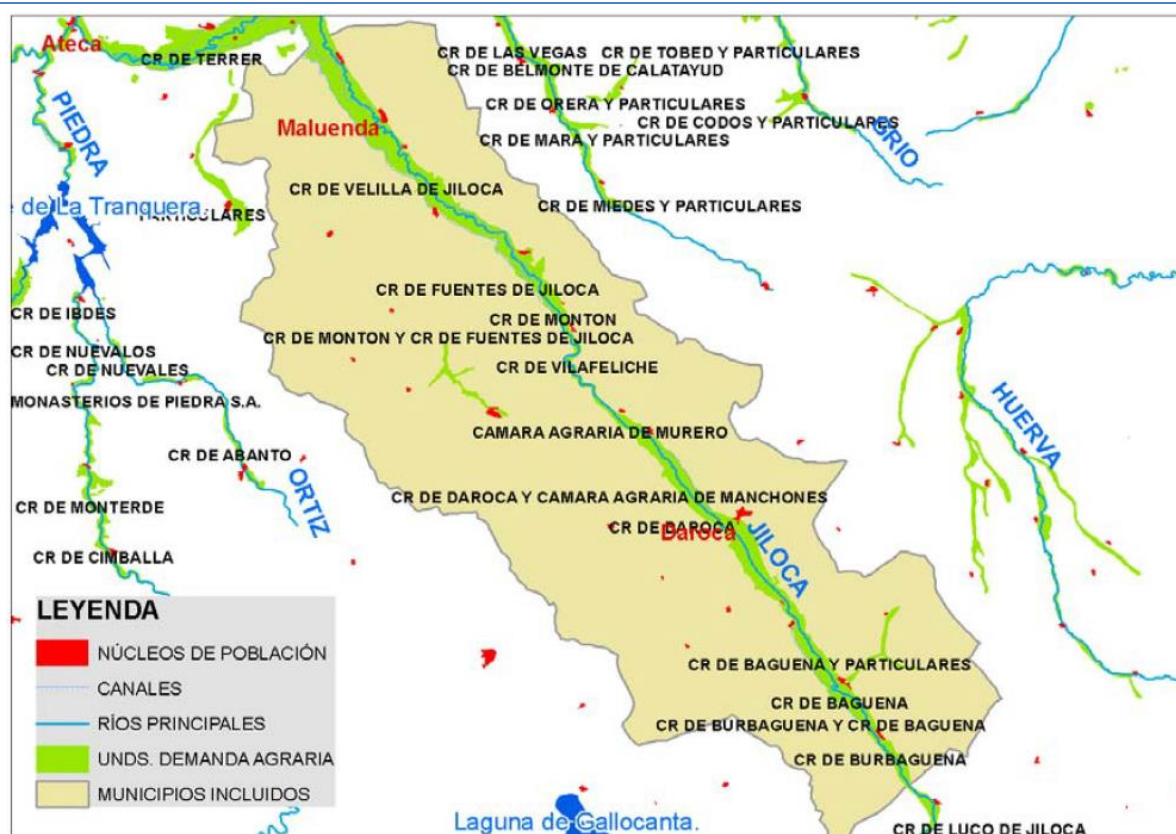 Ateca
CR DE TERRER
CR DE LAS VEGAS
CR DE TOBED Y PARTICULARES
CR DE BELMONTE DE CALATAYUD
PIEDRA
Maluenda
CR DE ORERA Y PARTICULARES
CR DE CODOS Y PARTICULARES
GRIO
CR DE MARA Y PARTICULARES
CR DE VELILLA DE JILOCA
e de La Tranquera.
PARTICULARES
CR DE MIEDES Y PARTICULARES
CR DE FUENTES DE JILOCA
CR DE IBDES
CR DE MONTON
CR DE MONTON Y CR DE FUENTES DE JILOCA
CR DE NUEVALOS
CR DE NUEVALES
CR DE VILAFELICHE
MONASTERIOS DE PIEDRA S.A.
HUERVA
CAMARA AGRARIA DE MURERO
CR DE ABANTO
ORTIZ
CR DE DAROCA Y CAMARA AGRARIA DE MANCHONES
CR DE MONTERDE
CR DE DAROCA
Daroca
JILOCA
CR DE CIMBALLA
LEYENDA
NÚCLEOS DE POBLACIÓN
CANALES
RÍOS PRINCIPALES
UNDS. DEMANDA AGRARIA
MUNICIPIOS INCLUIDOS
CR DE BAGUENA Y PARTICULARES
CR DE BAGUENA
CR DE BURBAGUENA Y CR DE BAGUENA
CR DE BURBAGUENA
Laguna de Gallocanta.
CR DE LUCO DE JILOCA